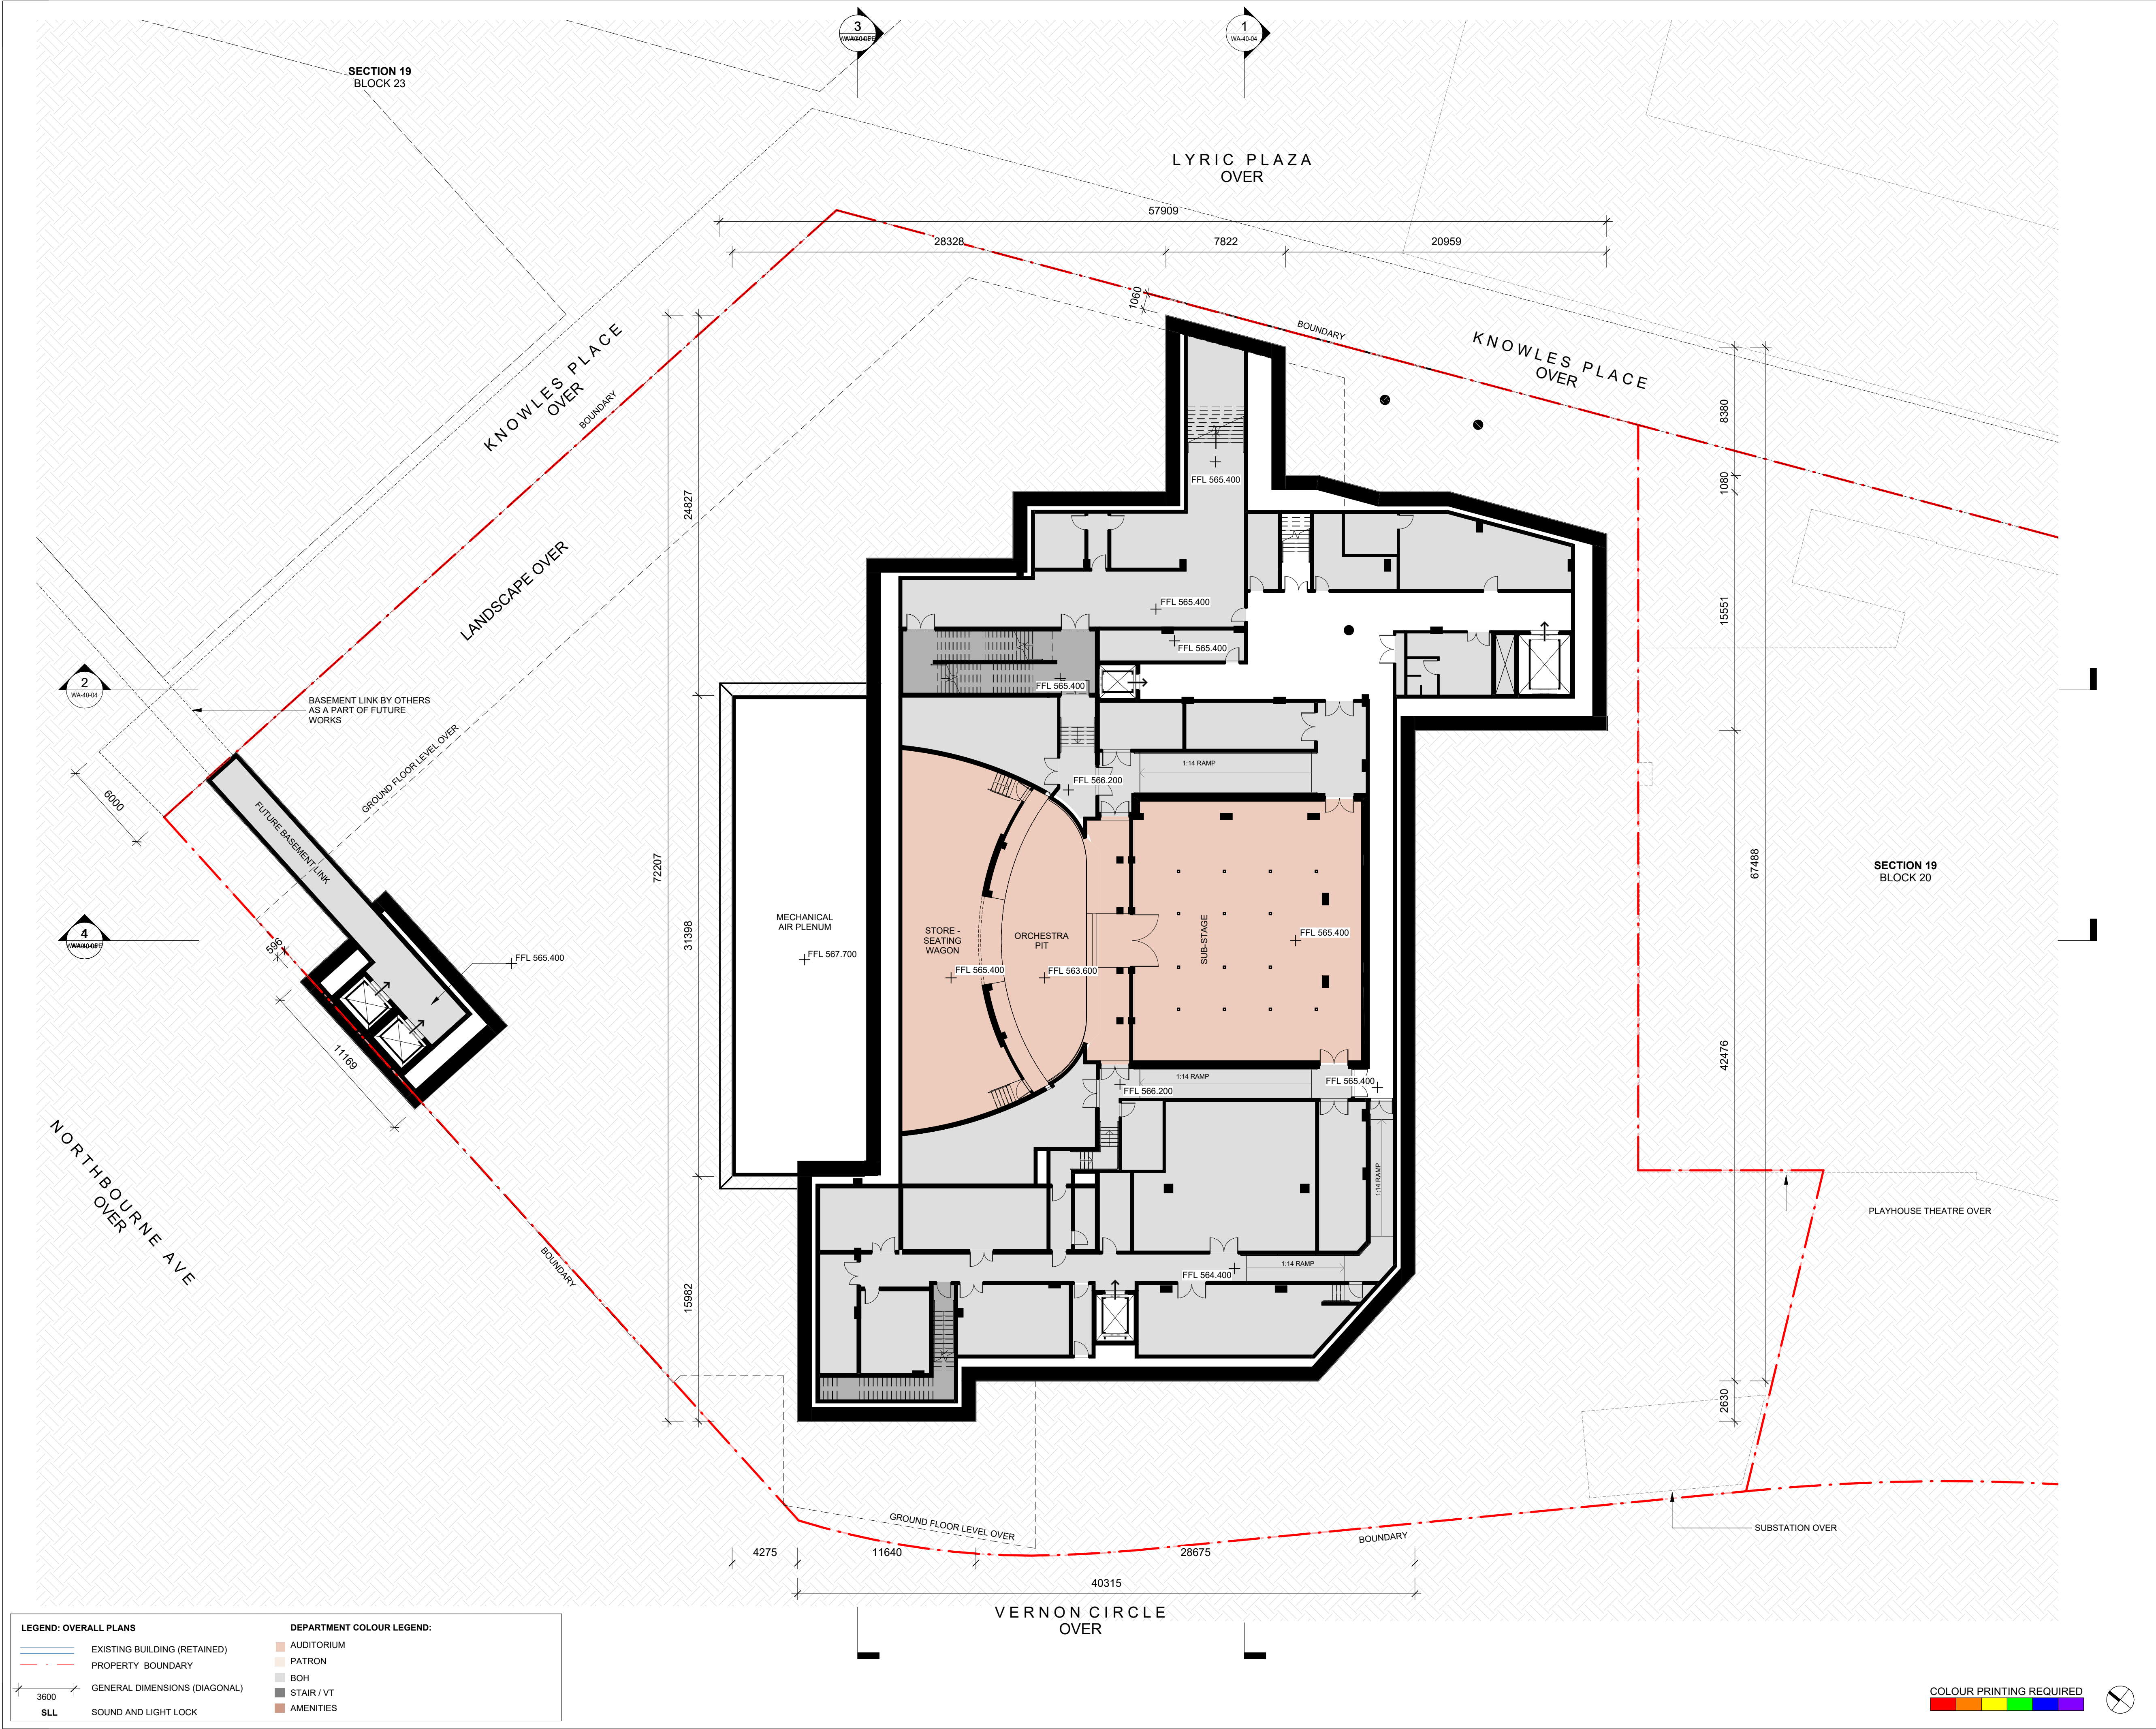 3
1
WA-40-04
SECTION 19
BLOCK 23
LYRIC PLAZA
OVER
57909
28328
7822
20959
1060
BOUNDARY
KNOWLES PLACE
OVER
KNOWLES PLACE
OVER
BOUNDARY
8380
1080
FFL 565.400
24827
LANDSCAPE OVER
15551
FFL 565.400
FFL 565.400
FFL 565.400
2
WA-40-04
BASEMENT LINK BY OTHERS
AS A PART OF FUTURE
WORKS
GROUND FLOOR LEVEL OVER
1:14 RAMP
FFL 566.200
6000
FUTURE BASEMENT LINK
72207
67488
SECTION 19
BLOCK 20
MECHANICAL
AIR PLENUM
FFL 567.700
STORE -
SEATING
WAGON
FFL 565.400
ORCHESTRA
PIT
FFL 563.600
SUB-STAGE
FFL 565.400
31398
4
596
FFL 565.400
11169
42476
1:14 RAMP
FFL 565.400
FFL 566.200
1:14 RAMP
NORTHBOURNE AVE
OVER
PLAYHOUSE THEATRE OVER
BOUNDARY
FFL 564.400
1:14 RAMP
15982
2630
GROUND FLOOR LEVEL OVER
BOUNDARY
SUBSTATION OVER
4275
11640
28675
40315
VERNON CIRCLE
OVER
LEGEND: OVERALL PLANS
EXISTING BUILDING (RETAINED)
PROPERTY BOUNDARY
3600
GENERAL DIMENSIONS (DIAGONAL)
SLL
SOUND AND LIGHT LOCK
DEPARTMENT COLOUR LEGEND:
AUDITORIUM
PATRON
BOH
STAIR / VT
AMENITIES
COLOUR PRINTING REQUIRED